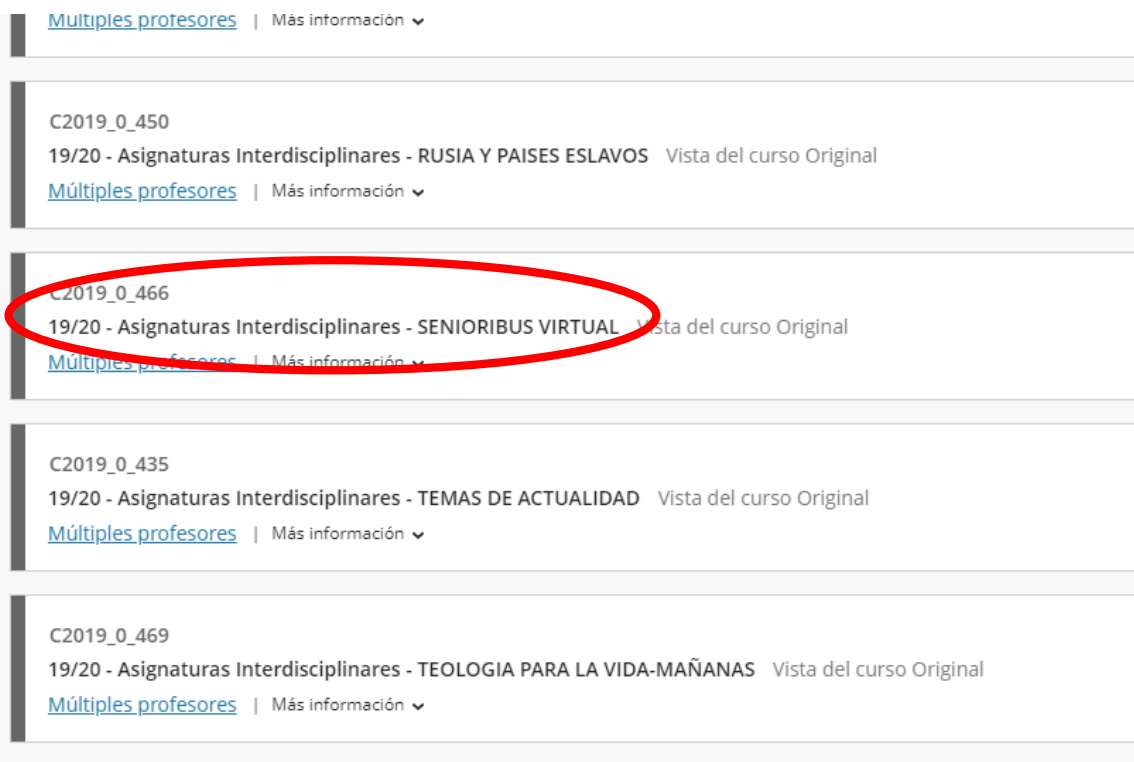 Múltiples profesores | Más información
C2019_0_450
19/20 - Asignaturas Interdisciplinares - RUSIA Y PAISES ESLAVOS Vista del curso Original
Múltiples profesores | Más información
C2019_0_466
19/20 - Asignaturas Interdisciplinares - SENIORIBUS VIRTUAL Vista del curso Original
Múltiples profesores | Más información
C2019_0_435
19/20 - Asignaturas Interdisciplinares - TEMAS DE ACTUALIDAD Vista del curso Original
Múltiples profesores | Más información
C2019_0_469
19/20 - Asignaturas Interdisciplinares - TEOLOGIA PARA LA VIDA-MAÑANAS Vista del curso Original
Múltiples profesores | Más información